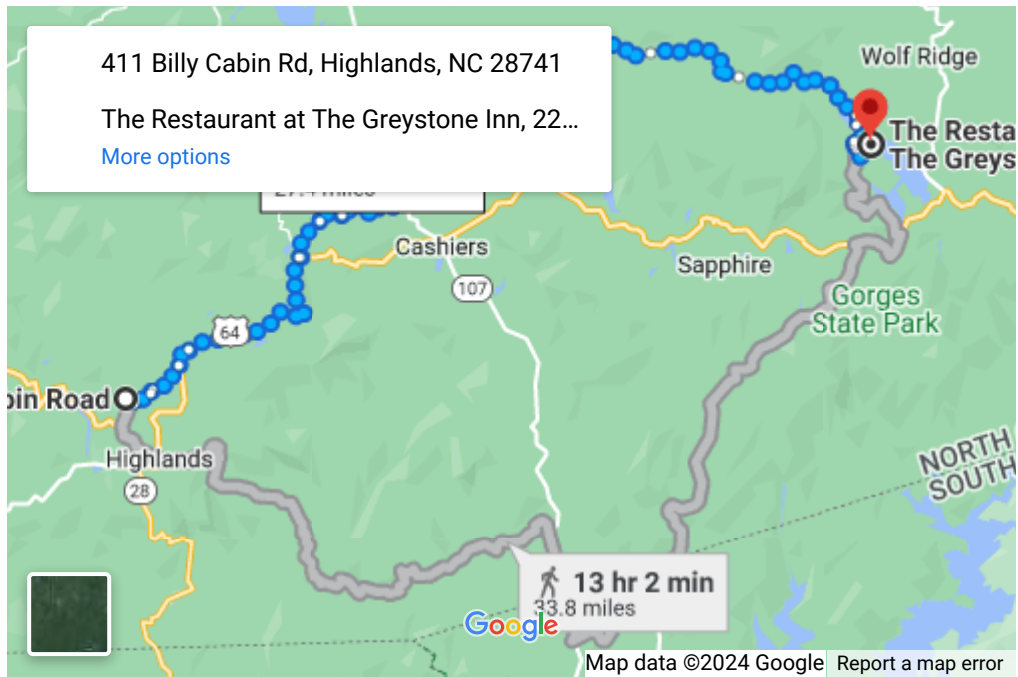 411 Billy Cabin Rd, Highlands, NC 28741
The Restaurant at The Greystone Inn, 22...
More options
Wolf Ridge
The Resta
The Greys
Cashiers
Sapphire
107
Gorges
State Park
64
bin Road
Highlands
28
NORTH
SOUTH
13 hr 2 min
33.8 miles
Google
Map data ©2024 Google
Report a map error